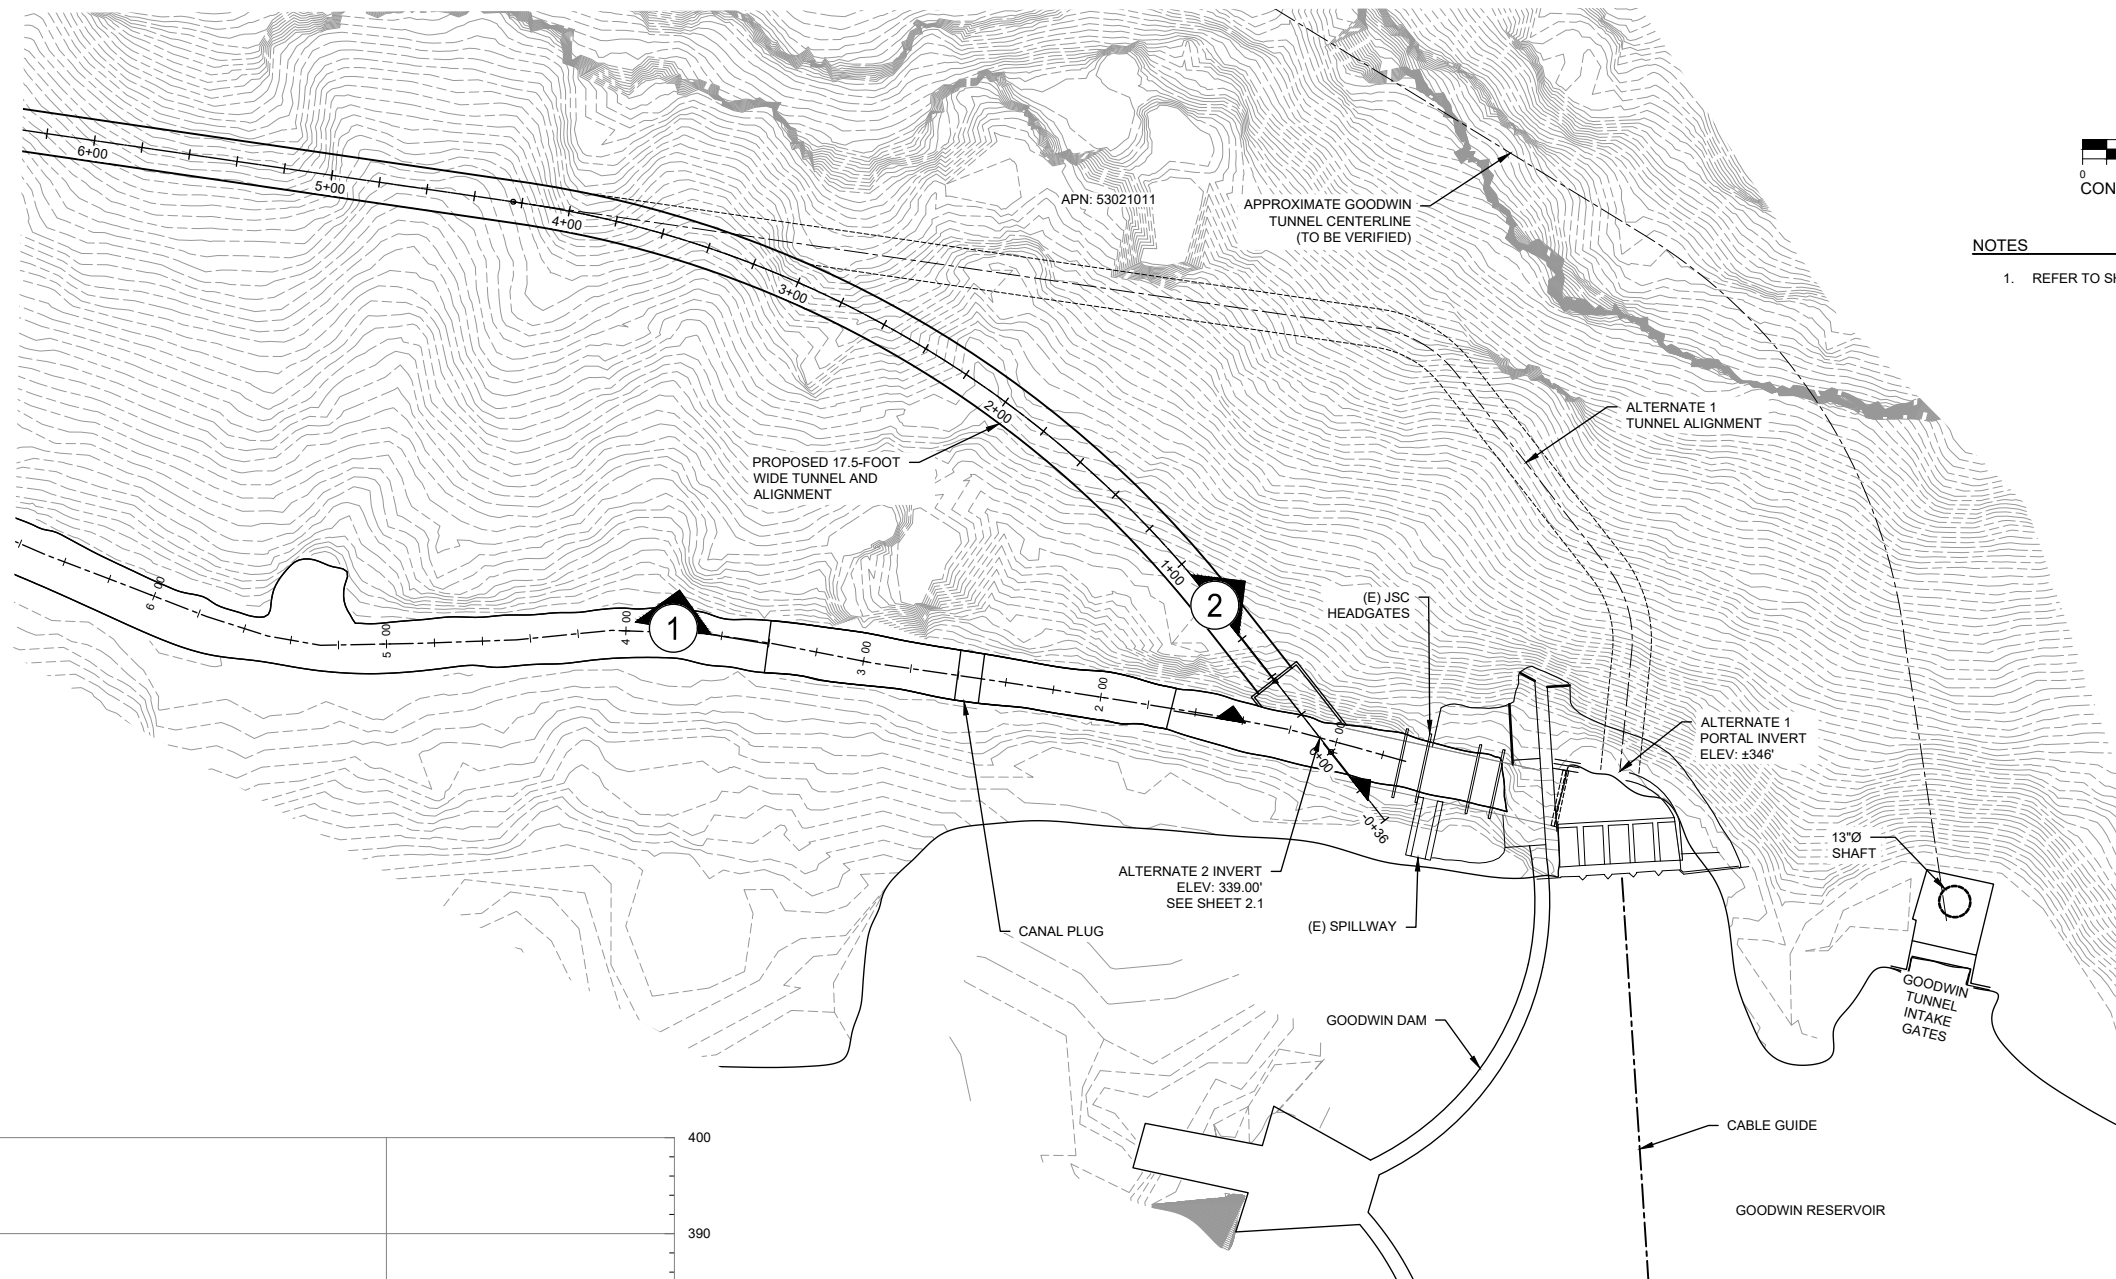 6+00
5+00
4+00
3+00
2+00
1+00
0+00
-0+36
APN: 53021011
APPROXIMATE GOODWIN
TUNNEL CENTERLINE
(TO BE VERIFIED)
0
CON
NOTES
1. REFER TO SH
ALTERNATE 1
TUNNEL ALIGNMENT
PROPOSED 17.5-FOOT
WIDE TUNNEL AND
ALIGNMENT
6+00
5+00
4+00
3+00
2+00
00
1
2
(E) JSC
HEADGATES
ALTERNATE 1
PORTAL INVERT
ELEV: ±346'
13"Ø
SHAFT
ALTERNATE 2 INVERT
ELEV: 339.00'
SEE SHEET 2.1
CANAL PLUG
(E) SPILLWAY
GOODWIN
TUNNEL
INTAKE
GATES
GOODWIN DAM
CABLE GUIDE
GOODWIN RESERVOIR
400
390